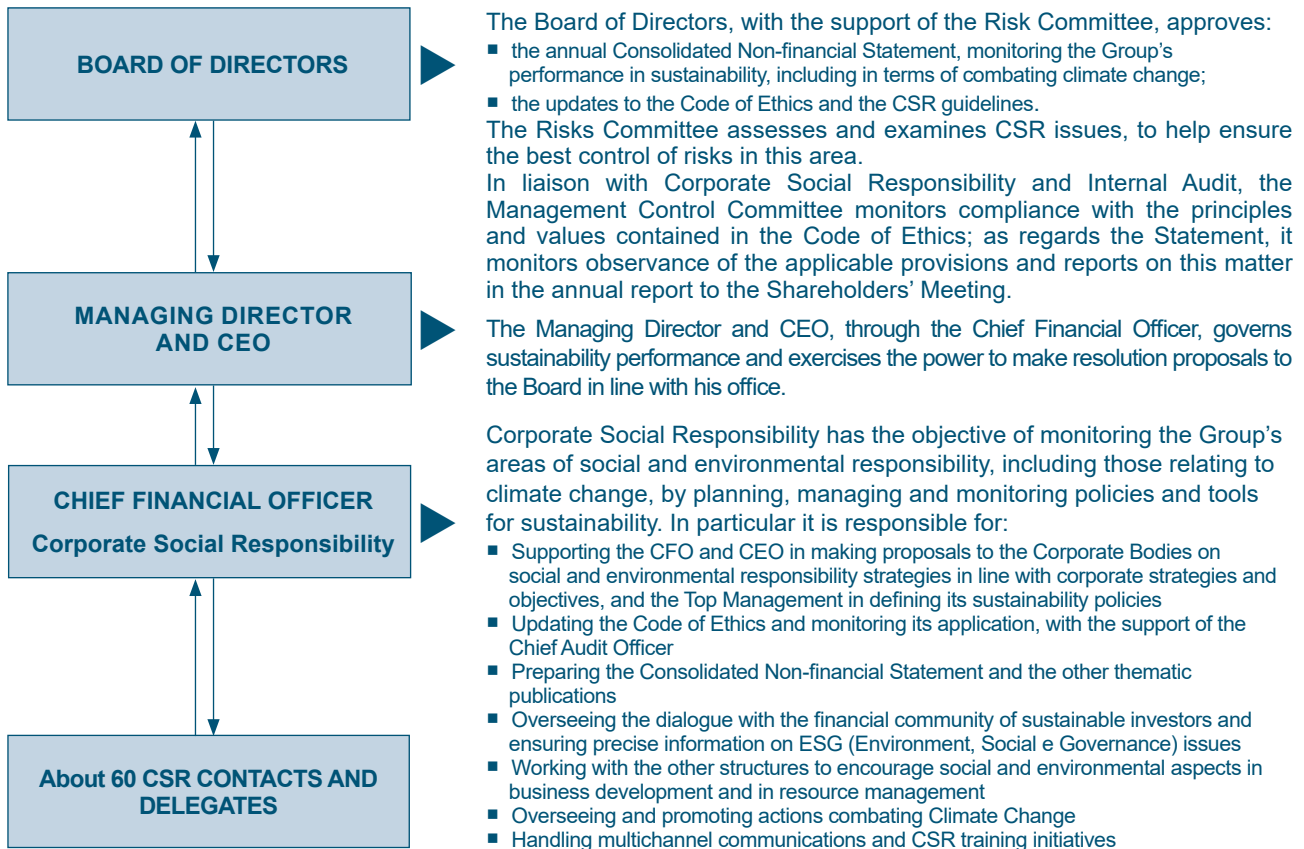 BOARD OF DIRECTORS
The Board of Directors, with the support of the Risk Committee, approves:
■ the annual Consolidated Non-financial Statement, monitoring the Group's
performance in sustainability, including in terms of combating climate change;
■ the updates to the Code of Ethics and the CSR guidelines.
The Risks Committee assesses and examines CSR issues, to help ensure
the best control of risks in this area.
In liaison with Corporate Social Responsibility and Internal Audit, the
Management Control Committee monitors compliance with the principles
and values contained in the Code of Ethics; as regards the Statement, it
monitors observance of the applicable provisions and reports on this matter
in the annual report to the Shareholders' Meeting.
MANAGING DIRECTOR
AND CEO
The Managing Director and CEO, through the Chief Financial Officer, governs
sustainability performance and exercises the power to make resolution proposals to
the Board in line with his office.
CHIEF FINANCIAL OFFICER
Corporate Social Responsibility
Corporate Social Responsibility has the objective of monitoring the Group's
areas of social and environmental responsibility, including those relating to
climate change, by planning, managing and monitoring policies and tools
for sustainability. In particular it is responsible for:
■ Supporting the CFO and CEO in making proposals to the Corporate Bodies on
social and environmental responsibility strategies in line with corporate strategies and
objectives, and the Top Management in defining its sustainability policies
■ Updating the Code of Ethics and monitoring its application, with the support of the
Chief Audit Officer
■ Preparing the Consolidated Non-financial Statement and the other thematic
publications
■ Overseeing the dialogue with the financial community of sustainable investors and
ensuring precise information on ESG (Environment, Social e Governance) issues
■ Working with the other structures to encourage social and environmental aspects in
business development and in resource management
■ Overseeing and promoting actions combating Climate Change
■ Handling multichannel communications and CSR training initiatives
About 60 CSR CONTACTS AND
DELEGATES